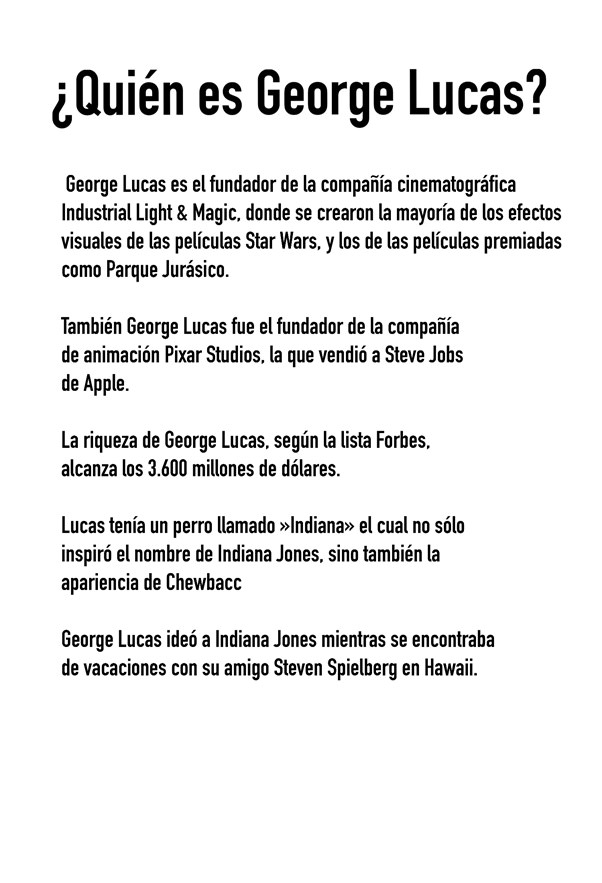 ¿Quién es George Lucas?
George Lucas es el fundador de la compañía cinematográfica
Industrial Light & Magic, donde se crearon la mayoría de los efectos
visuales de las películas Star Wars, y los de las películas premiadas
como Parque Jurásico.
También George Lucas fue el fundador de la compañía
de animación Pixar Studios, la que vendió a Steve Jobs
de Apple.
La riqueza de George Lucas, según la lista Forbes,
alcanza los 3.600 millones de dólares.
Lucas tenía un perro llamado »Indiana» el cual no sólo
inspiró el nombre de Indiana Jones, sino también la
apariencia de Chewbacc
George Lucas ideó a Indiana Jones mientras se encontraba
de vacaciones con su amigo Steven Spielberg en Hawaii.